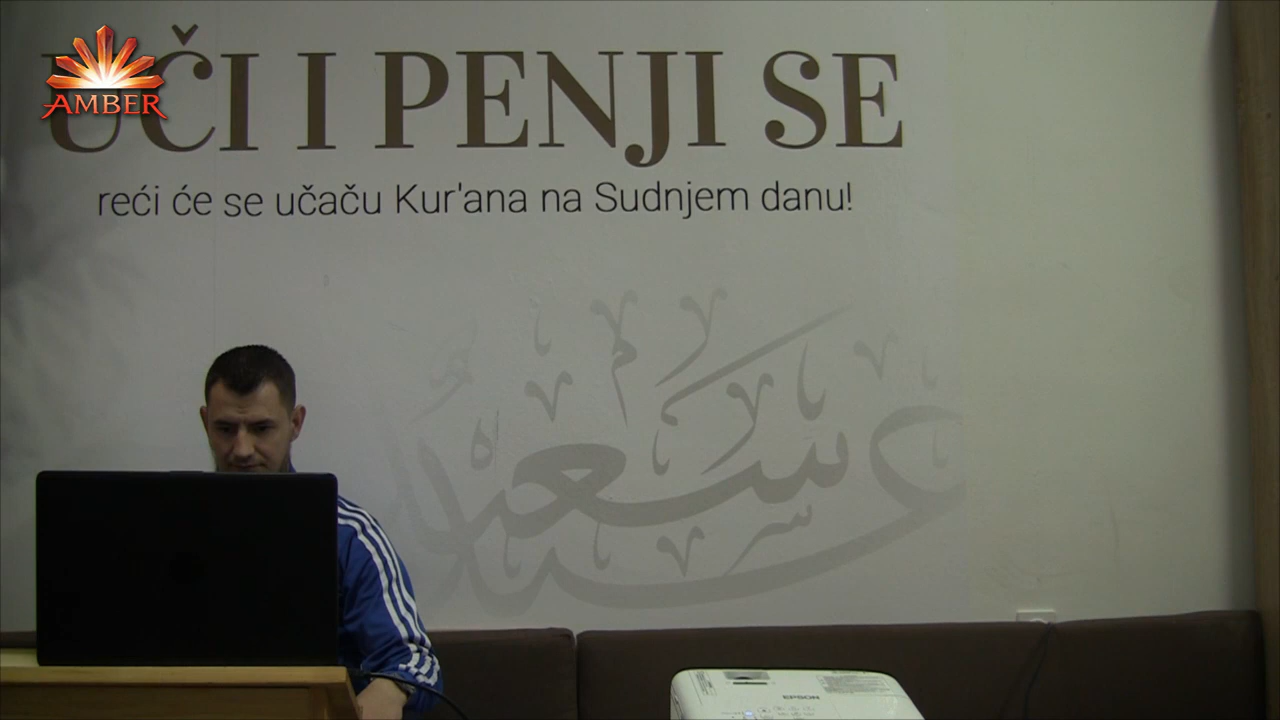 AMBER
UČI I PENJI SE
reći će se učaču Kur'ana na Sudnjem danu!
EPSON